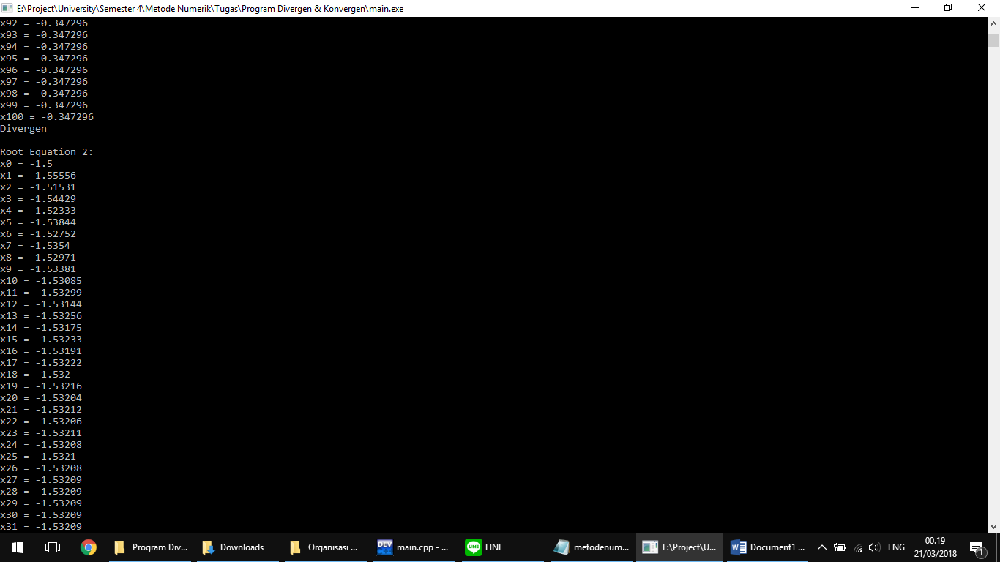 E:\Project\University\Semester 4\Metode Numerik\Tugas\Program Divergen & Konvergen\main.exe
x92 = -0.347296
x93 = -0.347296
x94 = -0.347296
x95 = -0.347296
x96 = -0.347296
x97 = -0.347296
x98 = -0.347296
x99 = -0.347296
x100 = -0.347296
Divergen
Root Equation 2:
x0 = -1.5
x1 = -1.55556
x2 = -1.51531
x3 = -1.54429
x4 = -1.52333
x5 = -1.53844
x6 = -1.52752
x7 = -1.5354
x8 = -1.52971
x9 = -1.53381
x10 = -1.53085
x11 = -1.53299
x12 = -1.53144
x13 = -1.53256
x14 = -1.53175
x15 = -1.53233
x16 = -1.53191
x17 = -1.53222
x18 = -1.532
x19 = -1.53216
x20 = -1.53204
x21 = -1.53212
x22 = -1.53206
x23 = -1.53211
x24 = -1.53208
x25 = -1.5321
x26 = -1.53208
x27 = -1.53209
x28 = -1.53209
x29 = -1.53209
x30 = -1.53209
x31 = -1.53209
Program Div... Downloads Organisasi ... DEV C++ main.cpp - ... LINE LINE metodenum... E:\Project\U... W Document1 ... ENG 00.19
21/03/2018 1